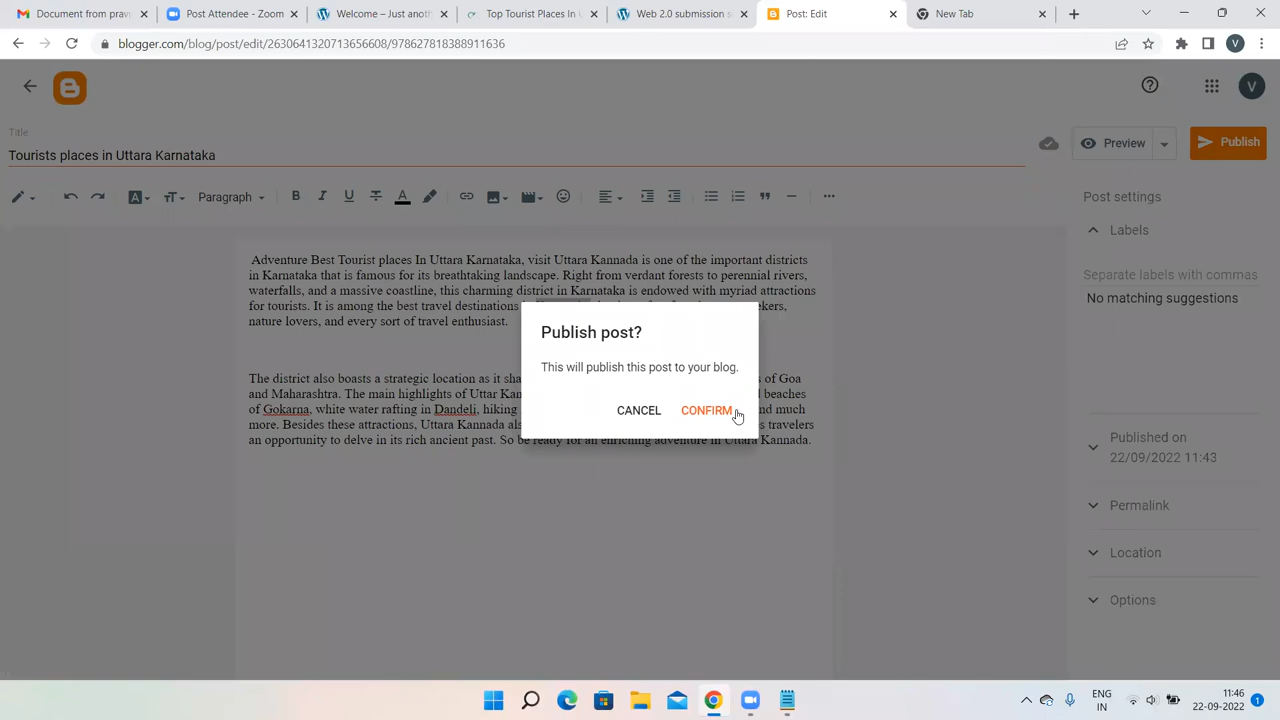 Document from prav
Post Attendee - Zoom
Welcome – Just anoth
Top Tourist Places In U
Web 2.0 submission s
Post: Edit
New Tab
blogger.com/blog/post/edit/2630641320713656608/978627818388911636
V
V
Title
Tourists places in Uttara Karnataka
Preview
Publish
Paragraph
Post settings
Labels
Separate labels with commas
No matching suggestions
Adventure Best Tourist places In Uttara Karnataka, visit Uttara Kannada is one of the important districts
in Karnataka that is famous for its breathtaking landscape. Right from verdant forests to perennial rivers,
waterfalls, and a massive coastline, this charming district in Karnataka is endowed with myriad attractions
for tourists. It is among the best travel destinations
nature lovers, and every sort of travel enthusiast.
The district also boasts a strategic location as it sha s of Goa
and Maharashtra. The main highlights of Uttar Kan d beaches
of Gokarna, white water rafting in Dandeli, hiking and much
more. Besides these attractions, Uttara Kannada als s travelers
an opportunity to delve in its rich ancient past. So be ready for an enriching adventure in Uttara Kannada.
Publish post?
This will publish this post to your blog.
CANCEL
CONFIRM
Published on
22/09/2022 11:43
Permalink
Location
Options
ENG
IN
11:46
22-09-2022
1